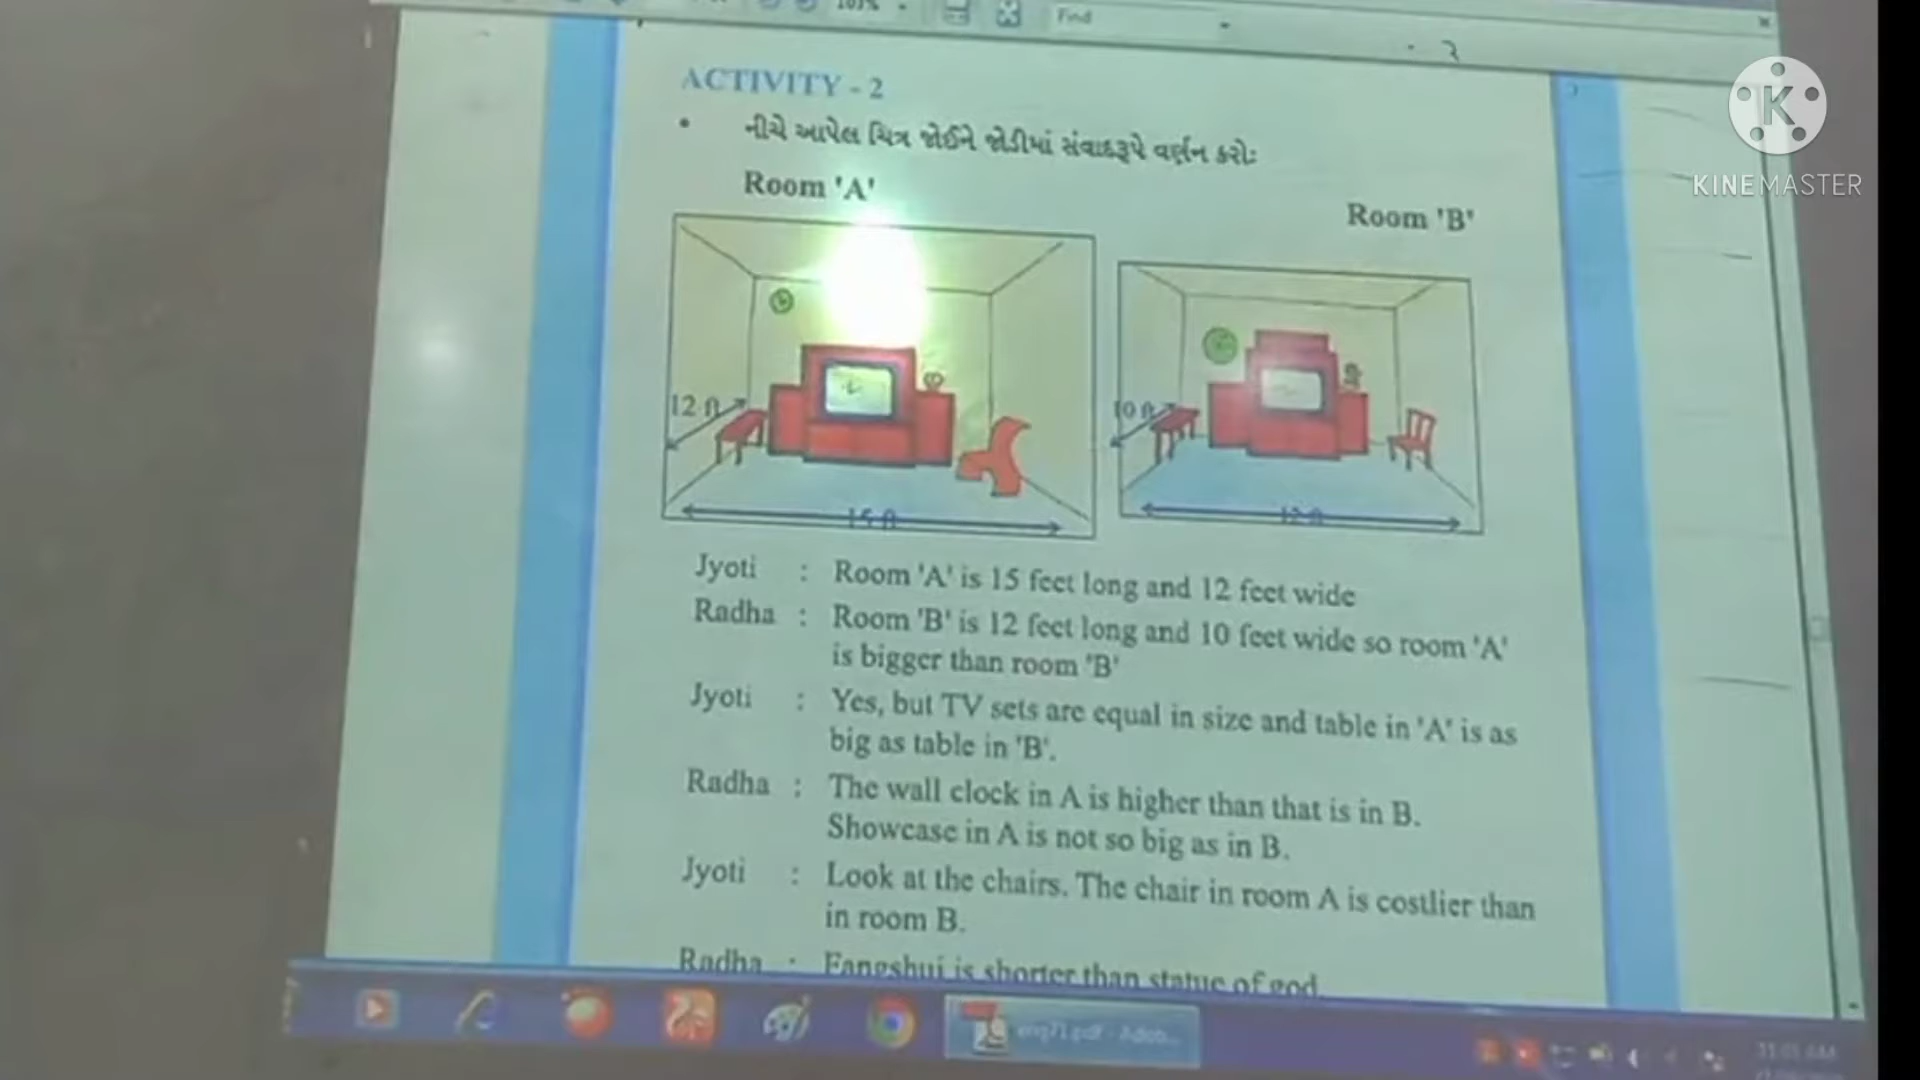 103%
Find
ACTIVITY - 2
• નીચે આપેલ ચિત્ર જોઈને જોડીમાં સંવાદરૂપે વર્ણન કરોઃ
Room 'A'
Room 'B'
12 ft
15 ft
10 ft
12 ft
Jyoti : Room 'A' is 15 feet long and 12 feet wide
Radha : Room 'B' is 12 feet long and 10 feet wide so room 'A'
is bigger than room 'B'
Jyoti : Yes, but TV sets are equal in size and table in 'A' is as
big as table in 'B'.
Radha : The wall clock in A is higher than that is in B.
Showcase in A is not so big as in B.
Jyoti : Look at the chairs. The chair in room A is costlier than
in room B.
Radha : Fangshui is shorter than statue of god.
eng71.pdf - Adob...
K
KINEMASTER